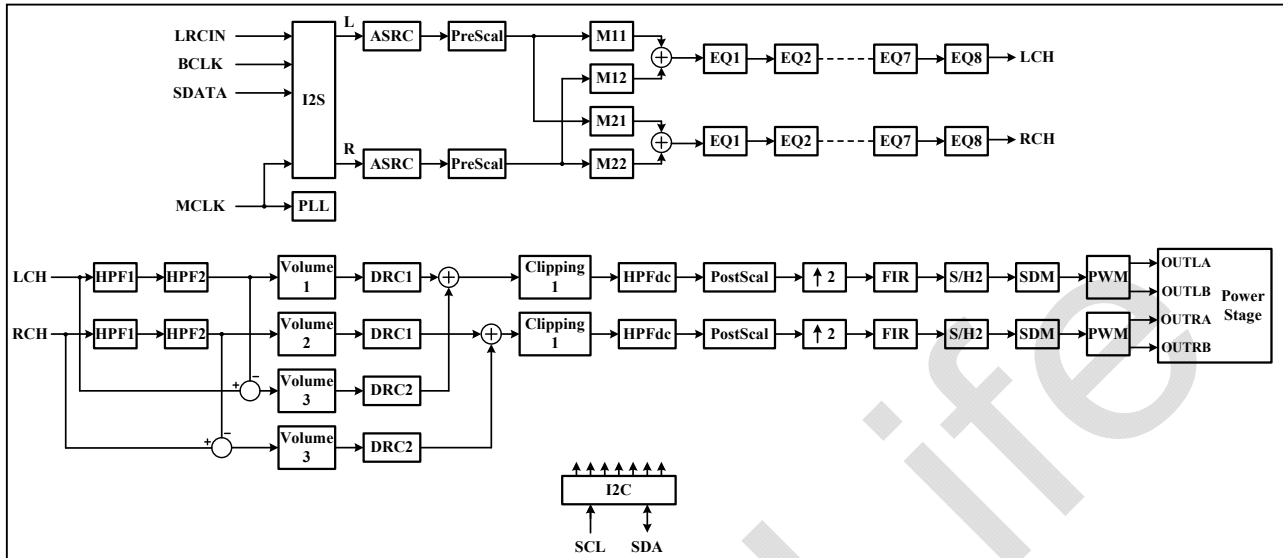 L
LRCIN
ASRC
PreScal
M11
BCLK
EQ1
EQ2
EQ7
EQ8
LCH
M12
SDATA
I2S
M21
EQ1
EQ2
EQ7
EQ8
RCH
R
ASRC
PreScal
M22
MCLK
PLL
LCH
HPF1
HPF2
Volume
1
DRC1
Clipping
1
HPFdc
PostScal
↑ 2
FIR
S/H2
SDM
PWM
OUTLA
OUTLB
Power
Stage
RCH
HPF1
HPF2
Volume
2
DRC1
Clipping
1
HPFdc
PostScal
↑ 2
FIR
S/H2
SDM
PWM
OUTRA
OUTRB
+
−
Volume
3
DRC2
+
−
Volume
3
DRC2
I2C
SCL
SDA